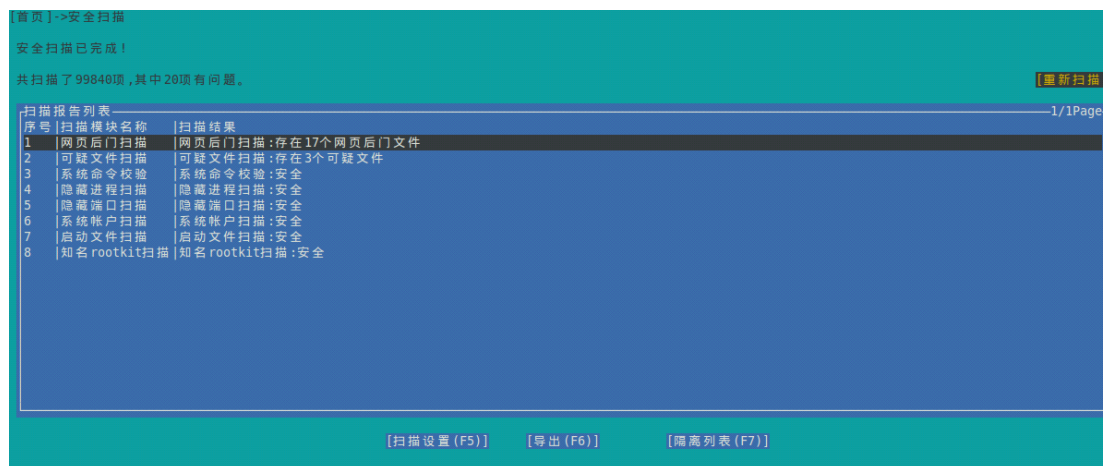 [首页]->安全扫描
安全扫描已完成!
共扫描了99840项,其中20项有问题。 [重新扫描
扫描报告列表 1/1Page
序号|扫描模块名称 |扫描结果
1 |网页后门扫描 |网页后门扫描:存在17个网页后门文件
2 |可疑文件扫描 |可疑文件扫描:存在3个可疑文件
3 |系统命令校验 |系统命令校验:安全
4 |隐藏进程扫描 |隐藏进程扫描:安全
5 |隐藏端口扫描 |隐藏端口扫描:安全
6 |系统帐户扫描 |系统帐户扫描:安全
7 |启动文件扫描 |启动文件扫描:安全
8 |知名rootkit扫描|知名rootkit扫描:安全
[扫描设置(F5)] [导出(F6)] [隔离列表(F7)]